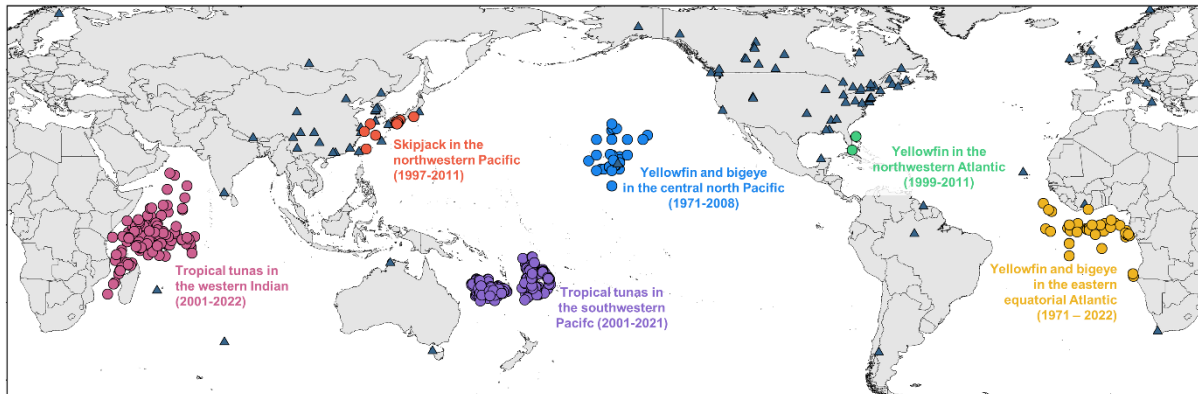 Skipjack in the
northwestern Pacific
(1997-2011)
Yellowfin and bigeye
in the central north Pacific
(1971-2008)
Yellowfin in the
northwestern Atlantic
(1999-2011)
Tropical tunas in
the western Indian
(2001-2022)
Tropical tunas in
the southwestern
Pacifc (2001-2021)
Yellowfin and bigeye
in the eastern
equatorial Atlantic
(1971 – 2022)